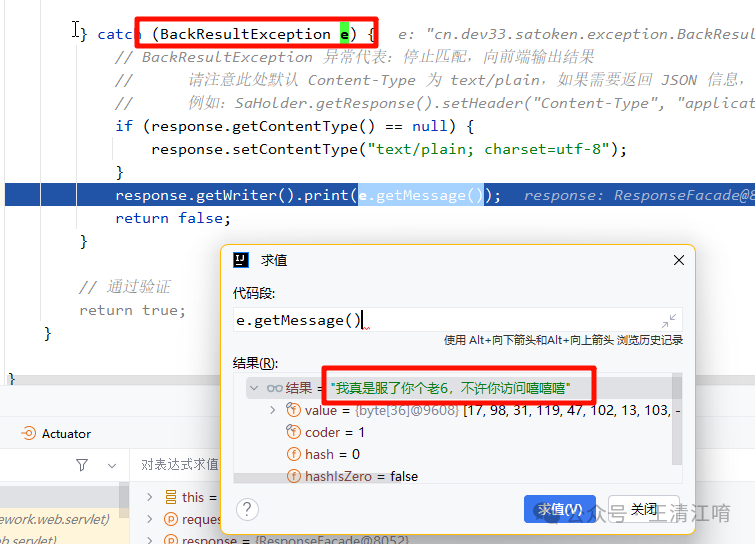 } catch (BackResultException e) {   e: "cn.dev33.satoken.exception.BackResul
// BackResultException 异常代表：停止匹配，向前端输出结果
//       请注意此处默认 Content-Type 为 text/plain，如果需要返回 JSON 信息，
//       例如：SaHolder.getResponse().setHeader("Content-Type", "applicat
if (response.getContentType() == null) {
response.setContentType("text/plain; charset=utf-8");
}
response.getWriter().print(e.getMessage());   response: ResponseFacade@8
return false;
}
// 通过验证
return true;
}
}
求值
代码段:
e.getMessage()
使用 Alt+向下箭头和Alt+向上箭头 浏览历史记录
结果(R):
结果 = "我真是服了你个老6，不许你访问嘻嘻嘻"
value = {byte[36]@9608} [17, 98, 31, 119, 47, 102, 13, 103, -
coder = 1
hash = 0
hashIsZero = false
Actuator
对表达式求值
this =
ework.web.servlet)
reque
web.servlet)
response = {ResponseFacade@8052}
?
求值(V)
关闭
公众号 王清江唷